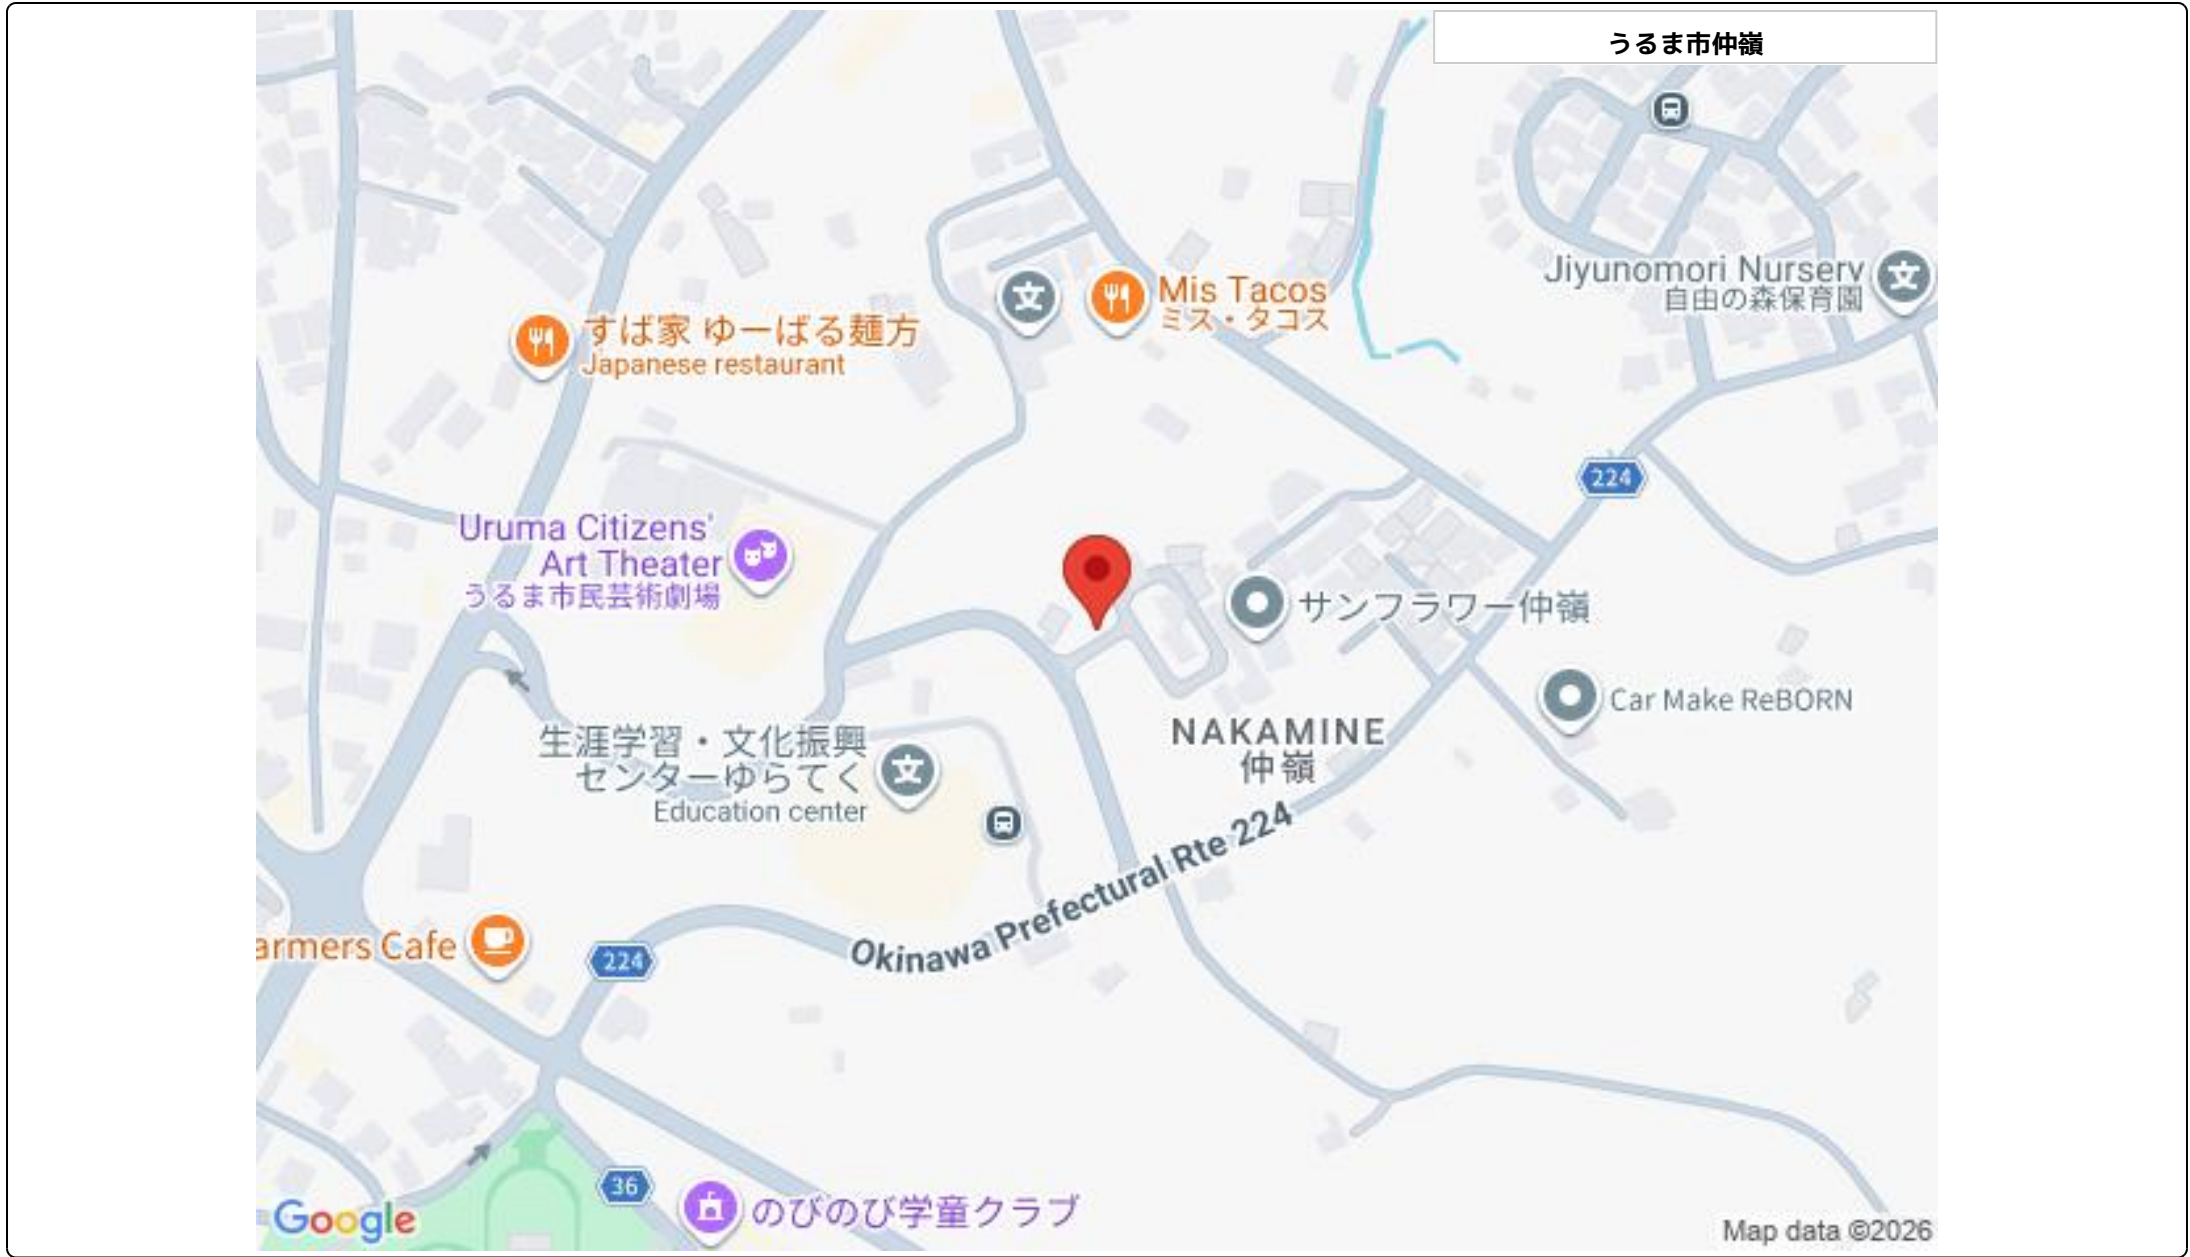 うるま市仲嶺
Mis Tacos
ミス・タコス
Jiyunomori Nursery
自由の森保育園
すば家 ゆーばる麺方
Japanese restaurant
224
Uruma Citizens'
Art Theater
うるま市民芸術劇場
サンフラワー仲嶺
Car Make ReBORN
NAKAMINE
仲嶺
生涯学習・文化振興
センターゆらてく
Education center
Okinawa Prefectural Rte 224
armers Cafe
224
36
のびのび学童クラブ
Google
Map data ©2026